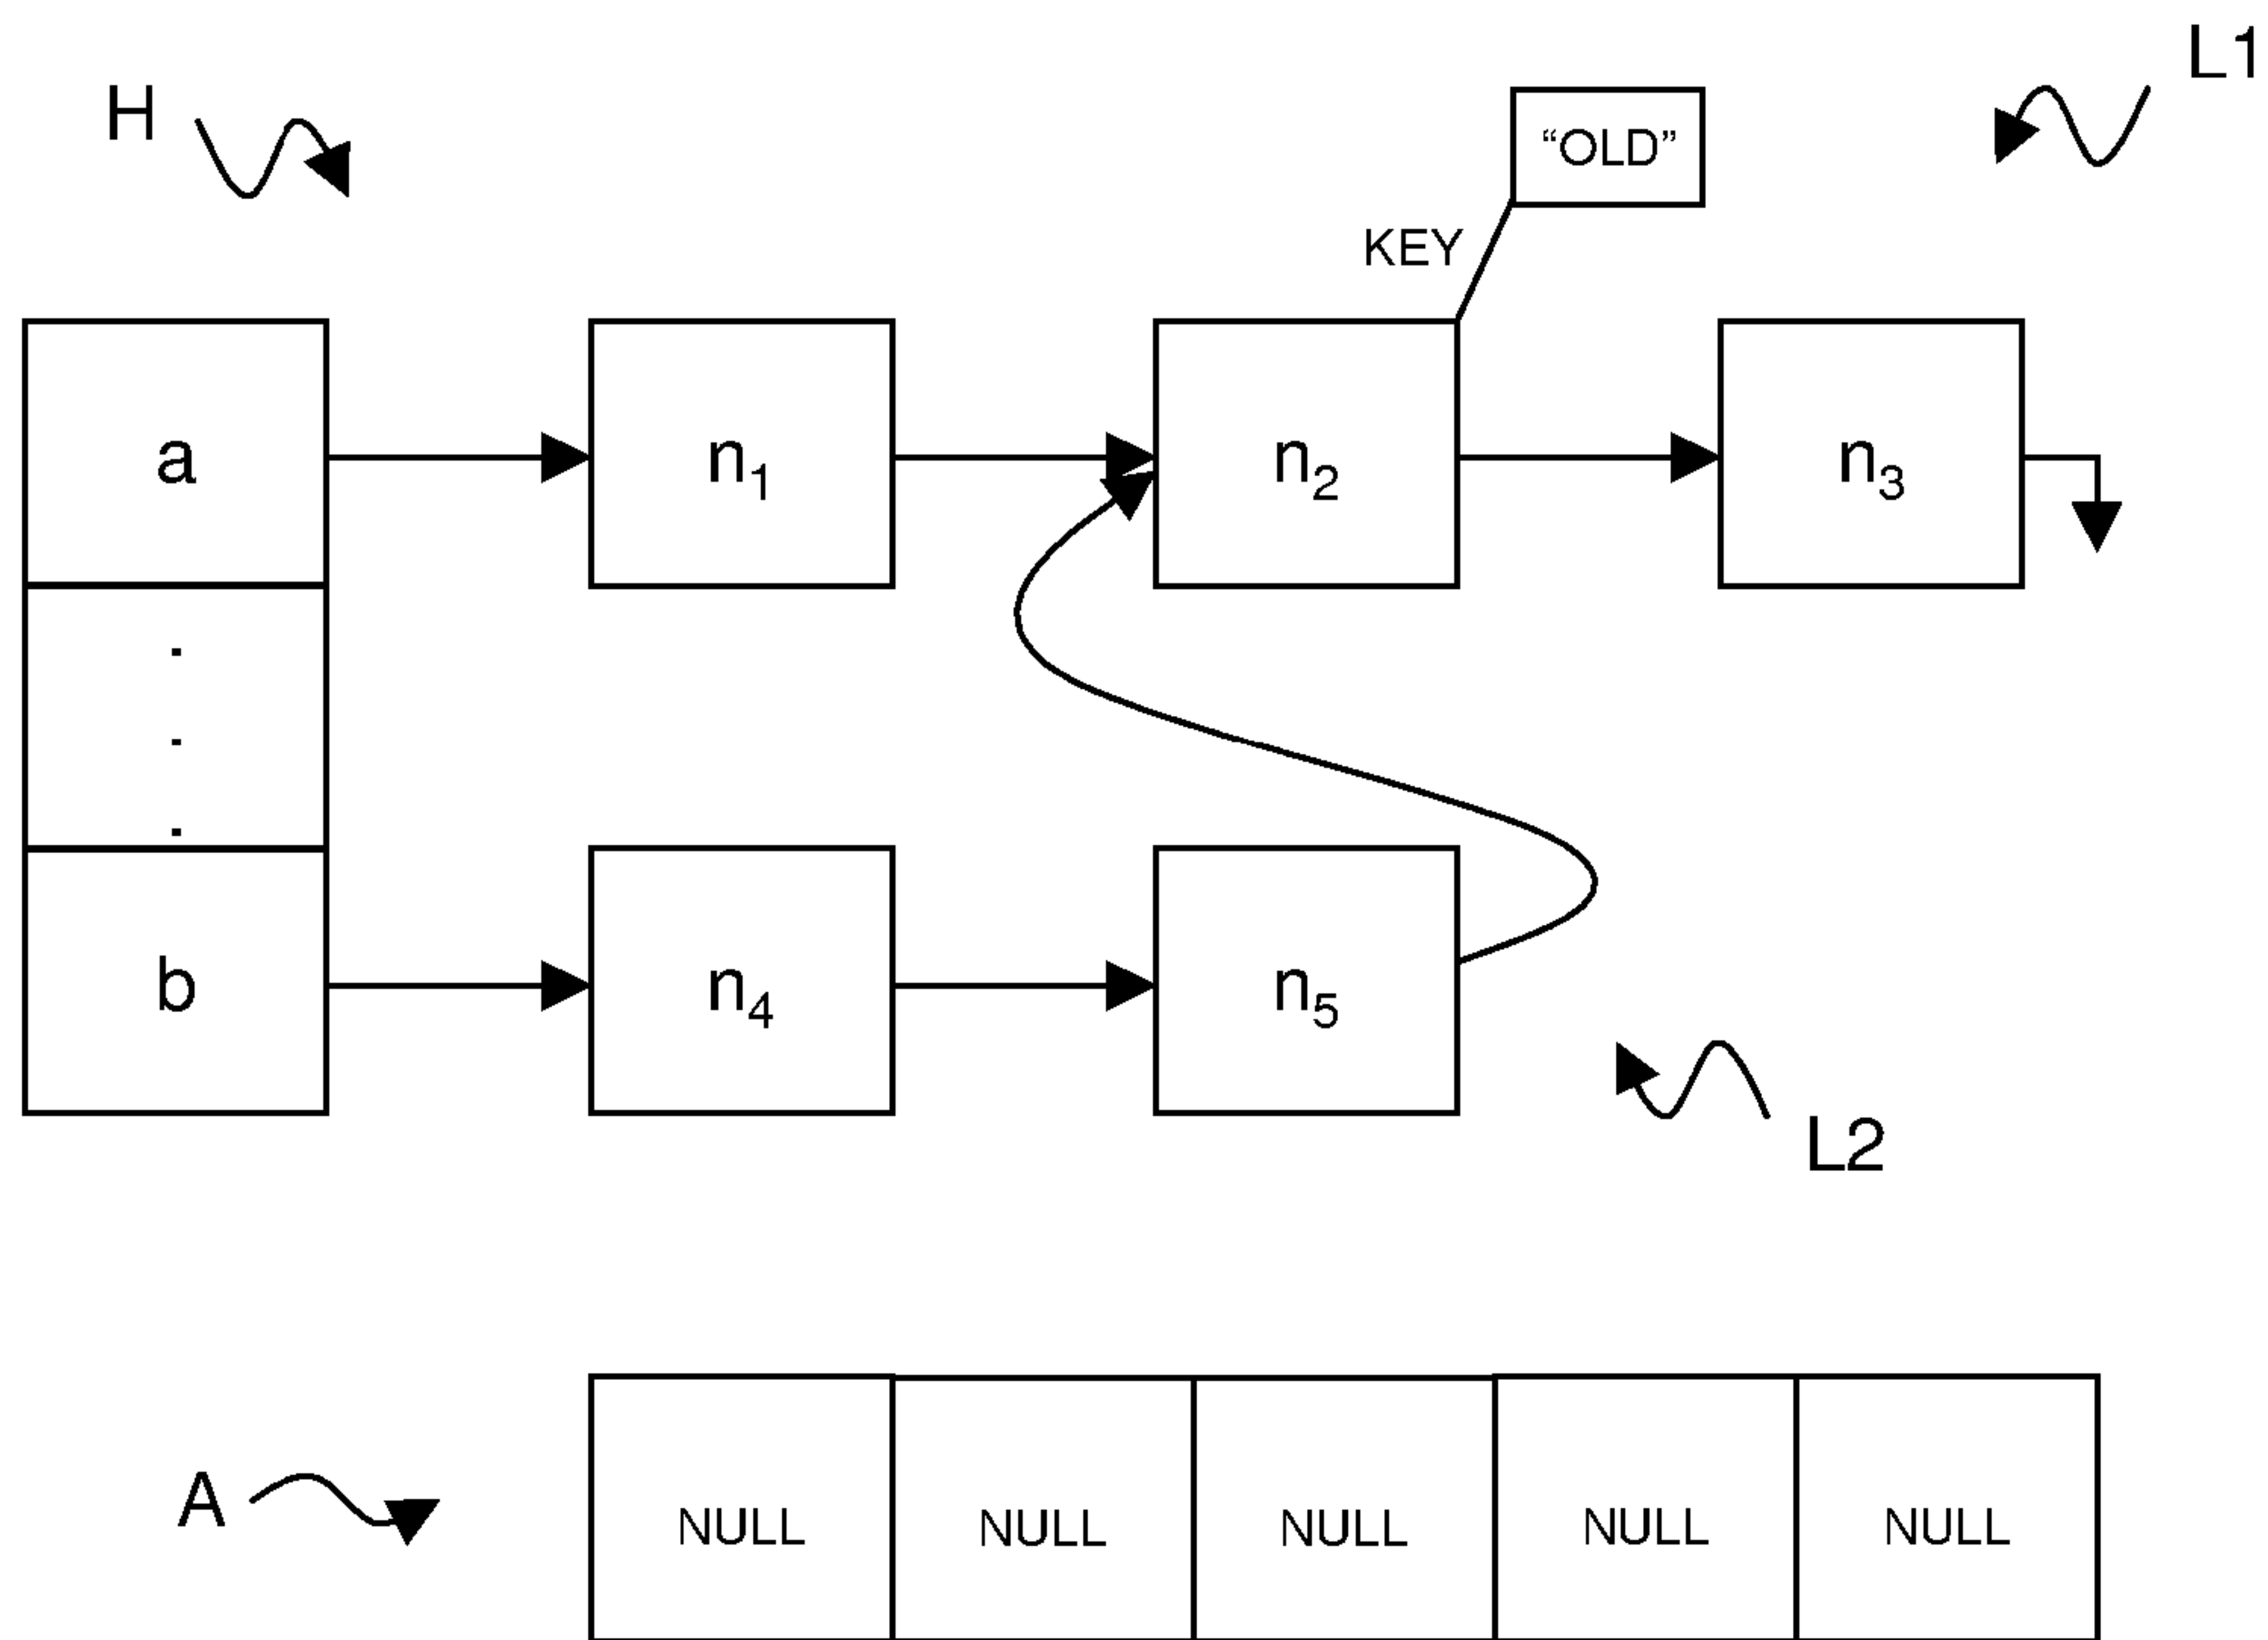 L1
H
“OLD”
KEY
a n₁ n₂ n₃
.
.
.
b n₄ n₅
L2
A NULL NULL NULL NULL NULL